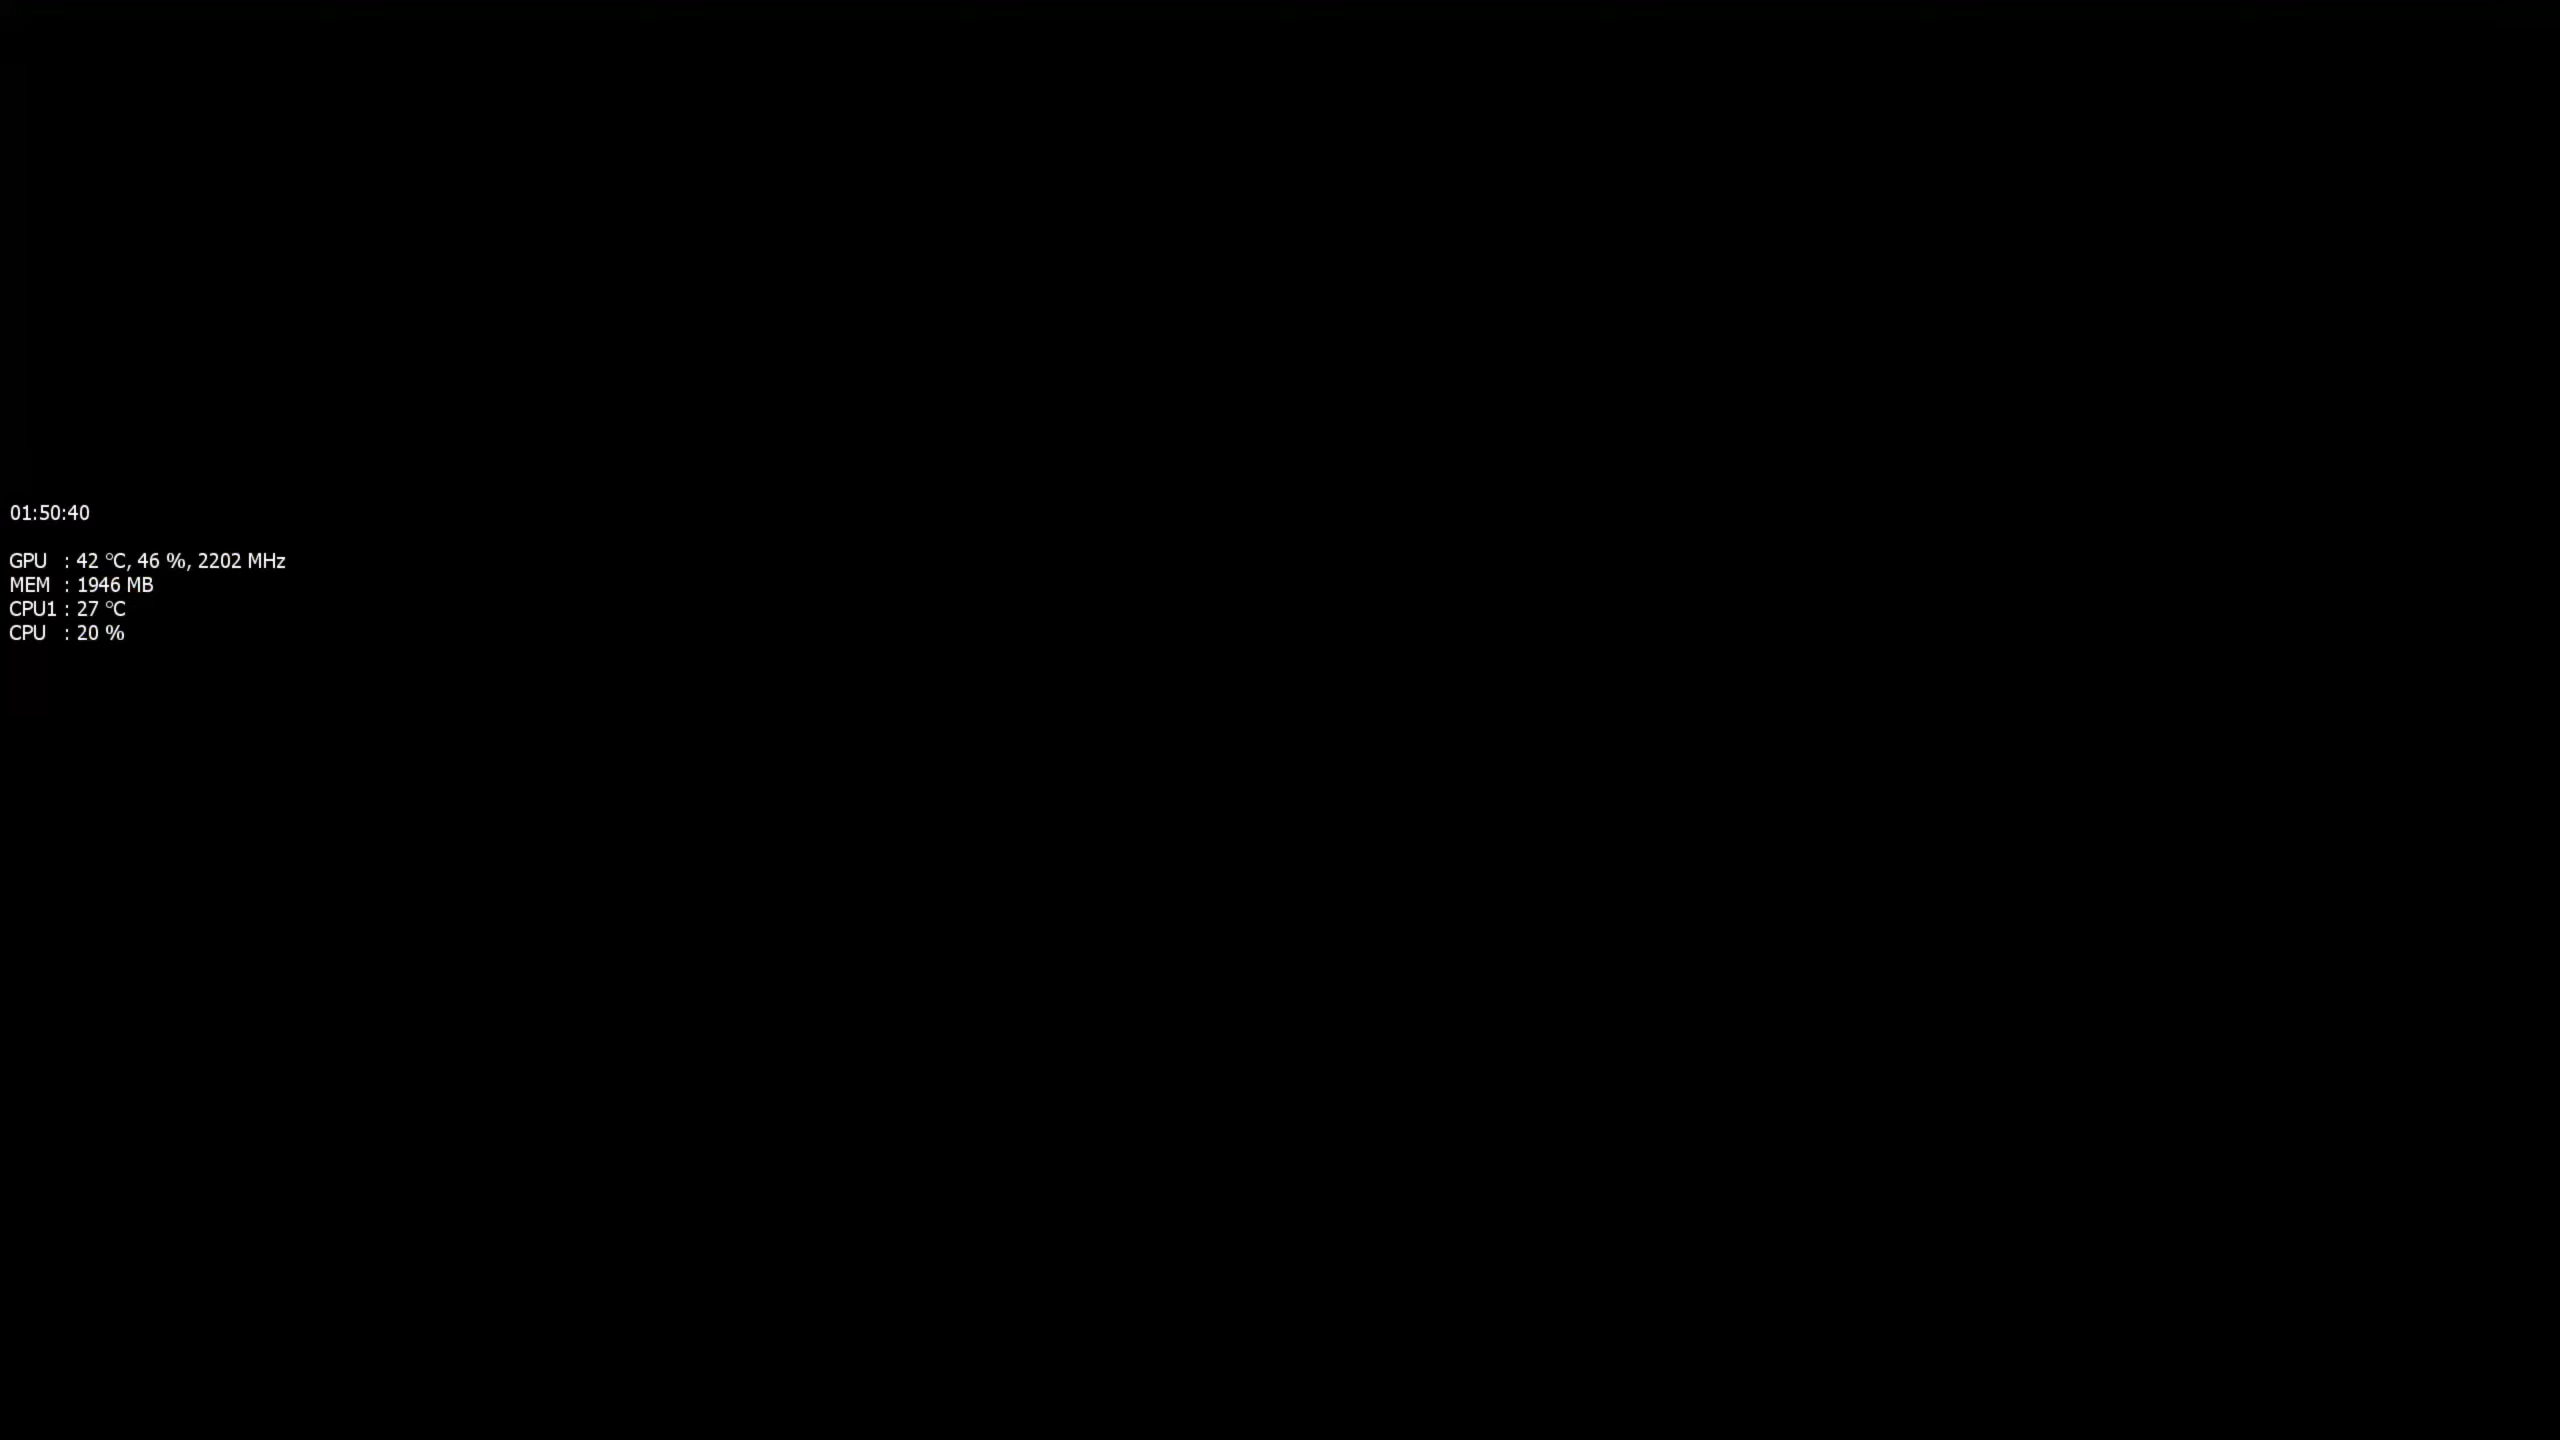 01:50:40
GPU : 42 °C, 46 %, 2202 MHz
MEM : 1946 MB
CPU1 : 27 °C
CPU : 20 %